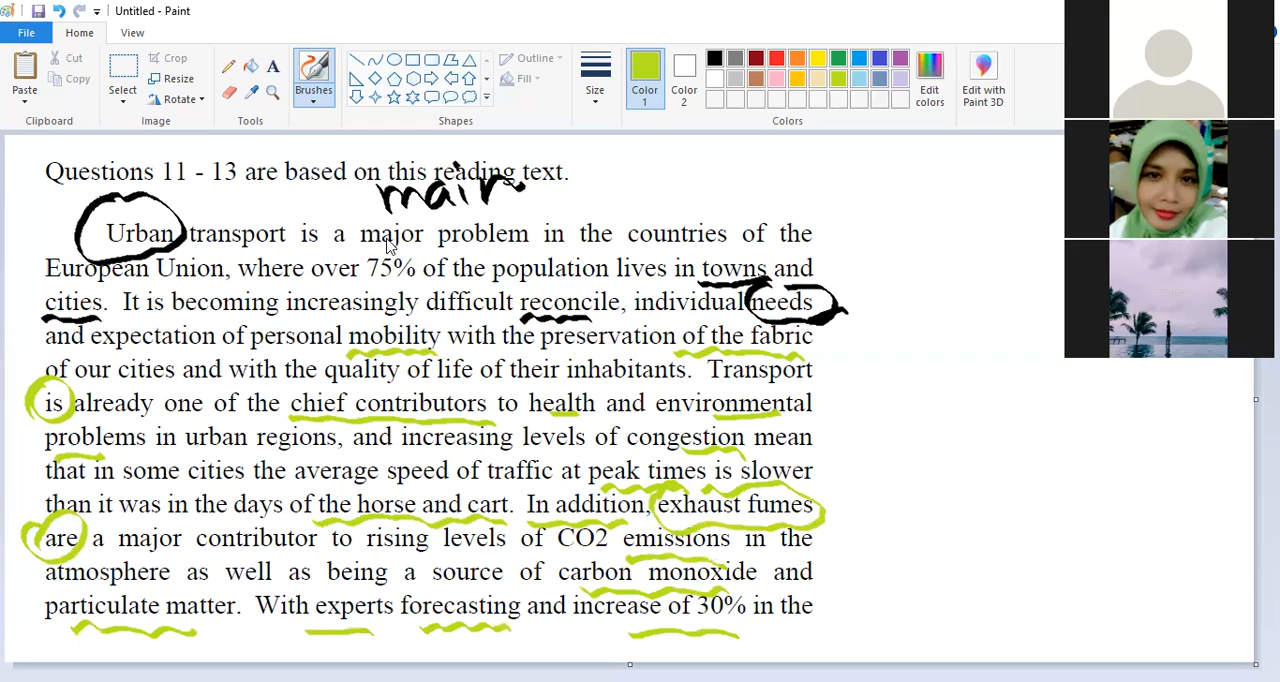 Untitled - Paint
File Home View
Cut
Copy
Paste
Clipboard
Crop
Resize
Rotate
Select
Image
Tools
Brushes
Outline
Fill
Shapes
Size
Color 1
Color 2
Edit colors
Colors
Edit with Paint 3D
Questions 11 - 13 are based on this reading text.
main
Urban transport is a major problem in the countries of the
European Union, where over 75% of the population lives in towns and
cities. It is becoming increasingly difficult reconcile, individual needs
and expectation of personal mobility with the preservation of the fabric
of our cities and with the quality of life of their inhabitants. Transport
is already one of the chief contributors to health and environmental
problems in urban regions, and increasing levels of congestion mean
that in some cities the average speed of traffic at peak times is slower
than it was in the days of the horse and cart. In addition, exhaust fumes
are a major contributor to rising levels of CO2 emissions in the
atmosphere as well as being a source of carbon monoxide and
particulate matter. With experts forecasting and increase of 30% in the